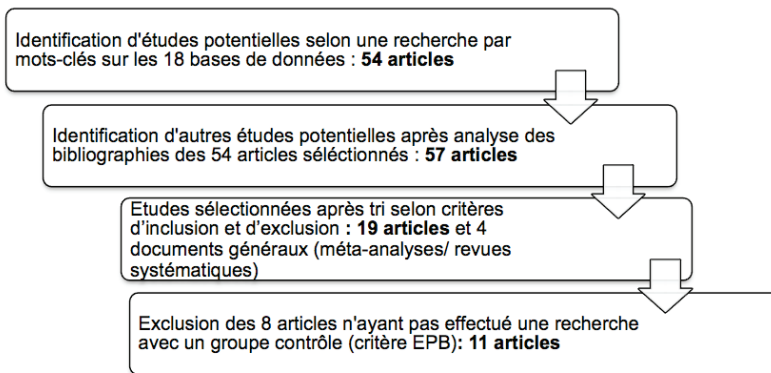 Identification d'études potentielles selon une recherche par
mots-clés sur les 18 bases de données : 54 articles
Identification d'autres études potentielles après analyse des
bibliographies des 54 articles séléctionnés : 57 articles
Etudes sélectionnées après tri selon critères
d'inclusion et d'exclusion : 19 articles et 4
documents généraux (méta-analyses/ revues
systématiques)
Exclusion des 8 articles n'ayant pas effectué une recherche
avec un groupe contrôle (critère EPB): 11 articles